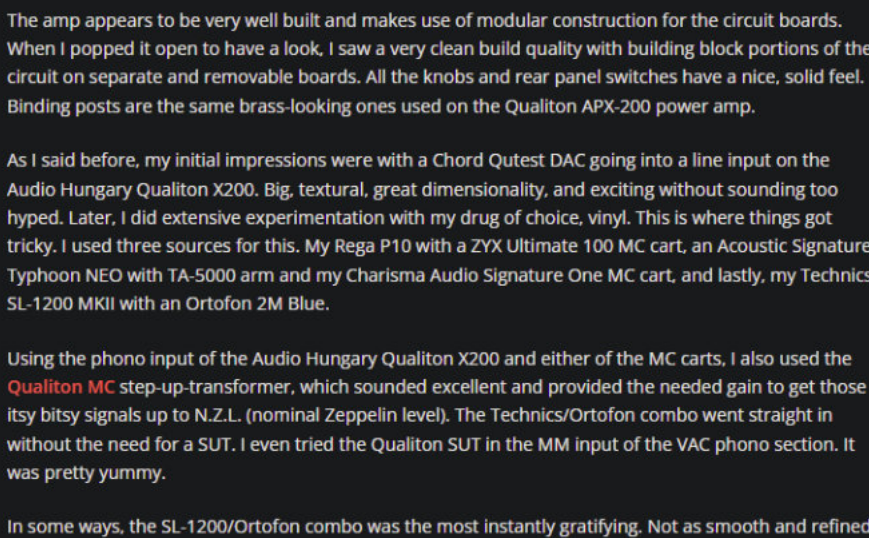 The amp appears to be very well built and makes use of modular construction for the circuit boards.
When I popped it open to have a look, I saw a very clean build quality with building block portions of the
circuit on separate and removable boards. All the knobs and rear panel switches have a nice, solid feel.
Binding posts are the same brass-looking ones used on the Qualiton APX-200 power amp.
As I said before, my initial impressions were with a Chord Qutest DAC going into a line input on the
Audio Hungary Qualiton X200. Big, textural, great dimensionality, and exciting without sounding too
hyped. Later, I did extensive experimentation with my drug of choice, vinyl. This is where things got
tricky. I used three sources for this. My Rega P10 with a ZYX Ultimate 100 MC cart, an Acoustic Signature
Typhoon NEO with TA-5000 arm and my Charisma Audio Signature One MC cart, and lastly, my Technics
SL-1200 MKII with an Ortofon 2M Blue.
Using the phono input of the Audio Hungary Qualiton X200 and either of the MC carts, I also used the
Qualiton MC step-up-transformer, which sounded excellent and provided the needed gain to get those
itsy bitsy signals up to N.Z.L. (nominal Zeppelin level). The Technics/Ortofon combo went straight in
without the need for a SUT. I even tried the Qualiton SUT in the MM input of the VAC phono section. It
was pretty yummy.
In some ways, the SL-1200/Ortofon combo was the most instantly gratifying. Not as smooth and refined